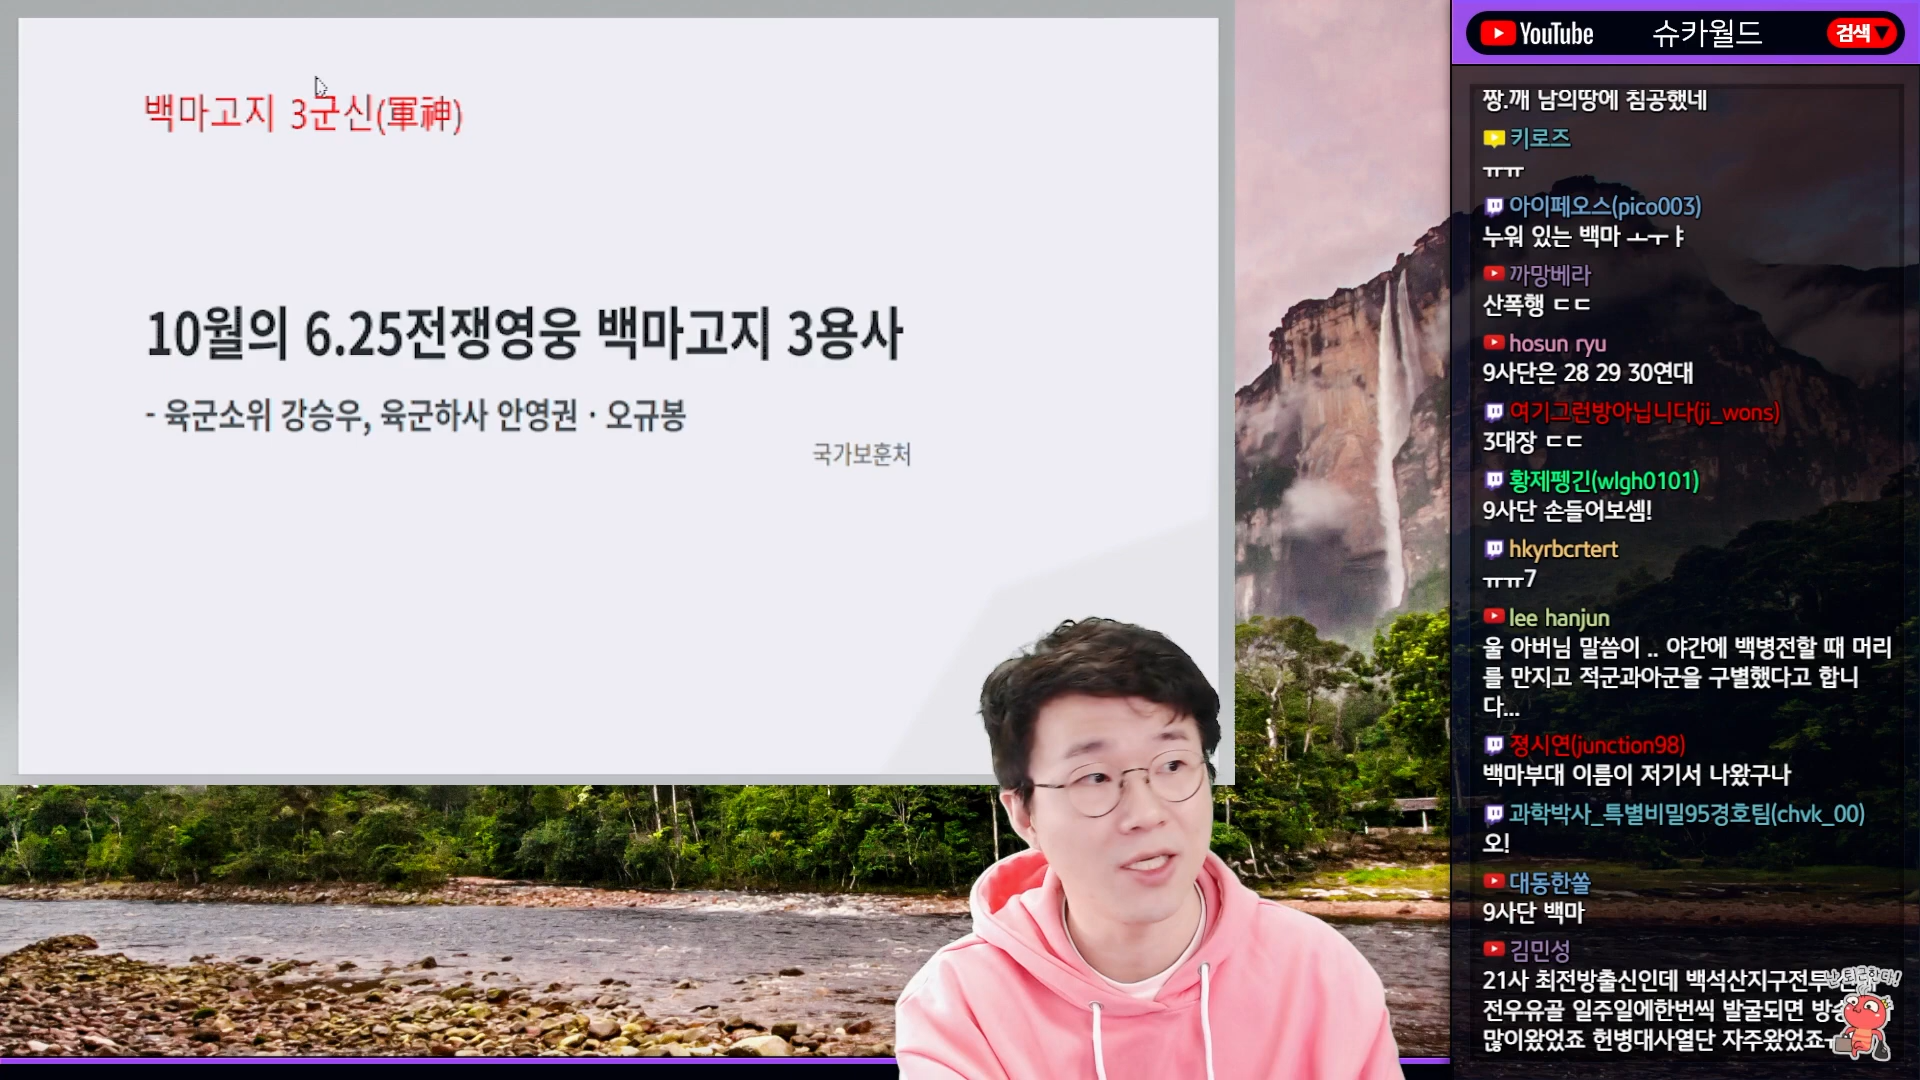 백마고지 3군신(軍神)
10월의 6.25전쟁영웅 백마고지 3용사
- 육군소위 강승우, 육군하사 안영권 · 오규봉
국가보훈처
YouTube 슈카월드 검색▼
짱.깨 남의땅에 침공했네
키로즈
ㅠㅠ
아이페오스(pico003)
누워 있는 백마 ㅗㅜㅑ
까망베라
산폭행 ㄷㄷ
hosun ryu
9사단은 28 29 30연대
여기그런방아닙니다(ji_wons)
3대장 ㄷㄷ
황제펭긴(wlgh0101)
9사단 손들어보셈!
hkyrbcrtert
ㅠㅠ7
lee hanjun
울 아버님 말씀이 .. 야간에 백병전할 때 머리
를 만지고 적군과아군을 구별했다고 합니
다...
졍시연(junction98)
백마부대 이름이 저기서 나왔구나
과학박사_특별비밀95경호팀(chvk_00)
오!
대동한쏠
9사단 백마
김민성
21사 최전방출신인데 백석산지구전투
전우유골 일주일에한번씩 발굴되면 방송
많이왔었죠 헌병대사열단 자주왔었죠